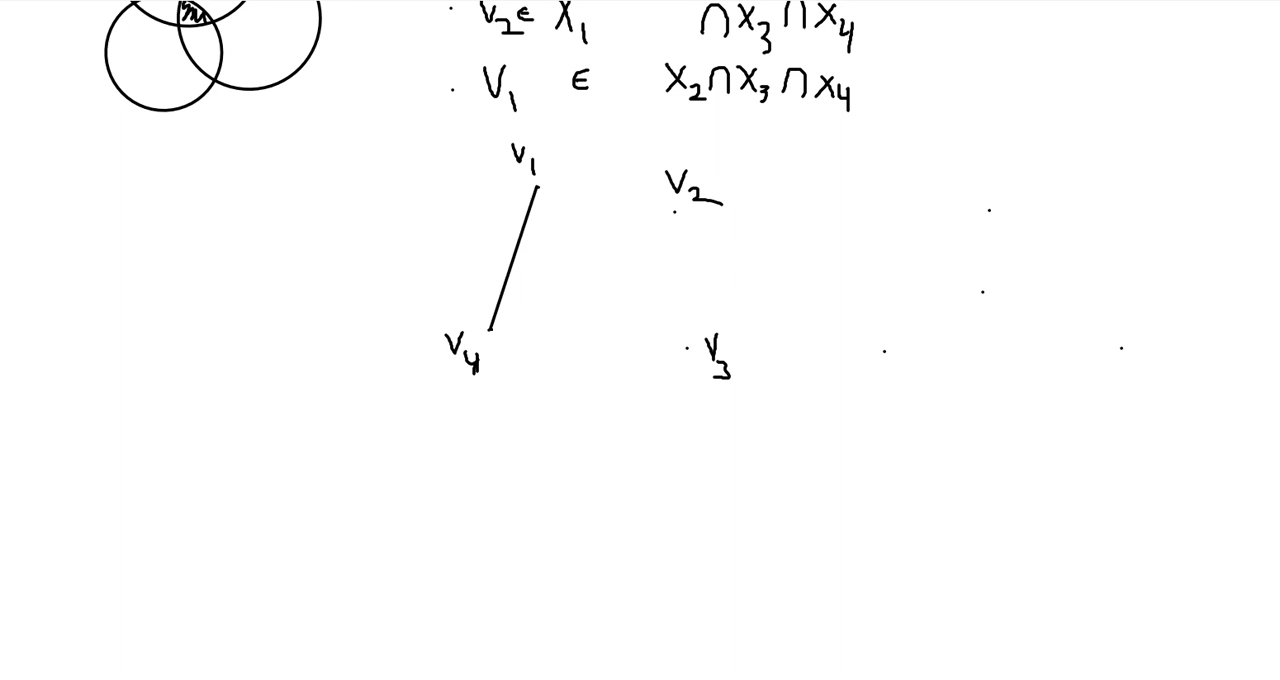 V₂ ∈ X₁ ∩ X₃ ∩ X₄
V₁ ∈ X₂ ∩ X₃ ∩ X₄
V₁
V₂
V₄
V₃